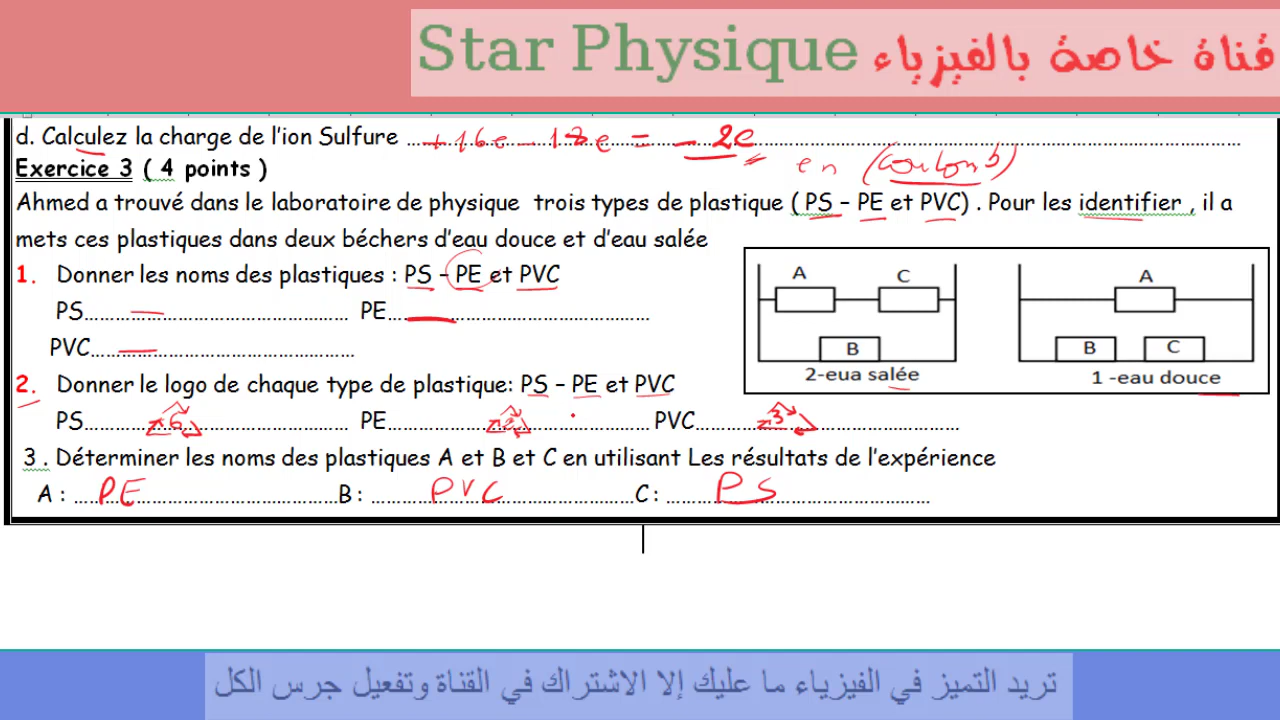 Star Physique قناة خاصة بالفيزياء
d. Calculez la charge de l'ion Sulfure ..... +16e - 18e = - 2e
en (coulomb)
Exercice 3 ( 4 points )
Ahmed a trouvé dans le laboratoire de physique trois types de plastique ( PS – PE et PVC) . Pour les identifier , il a
mets ces plastiques dans deux béchers d'eau douce et d'eau salée
1. Donner les noms des plastiques : PS – PE et PVC
PS..... PE.....
PVC.....
2. Donner le logo de chaque type de plastique: PS – PE et PVC
PS..... 6 ..... PE..... PVC..... 3 .....
3 . Déterminer les noms des plastiques A et B et C en utilisant Les résultats de l'expérience
A : ..... PE ..... B : ..... PVC ..... C : ..... PS .....
A C
B
2-eua salée
A
B C
1 -eau douce
تريد التميز في الفيزياء ما عليك إلا الاشتراك في القناة وتفعيل جرس الكل